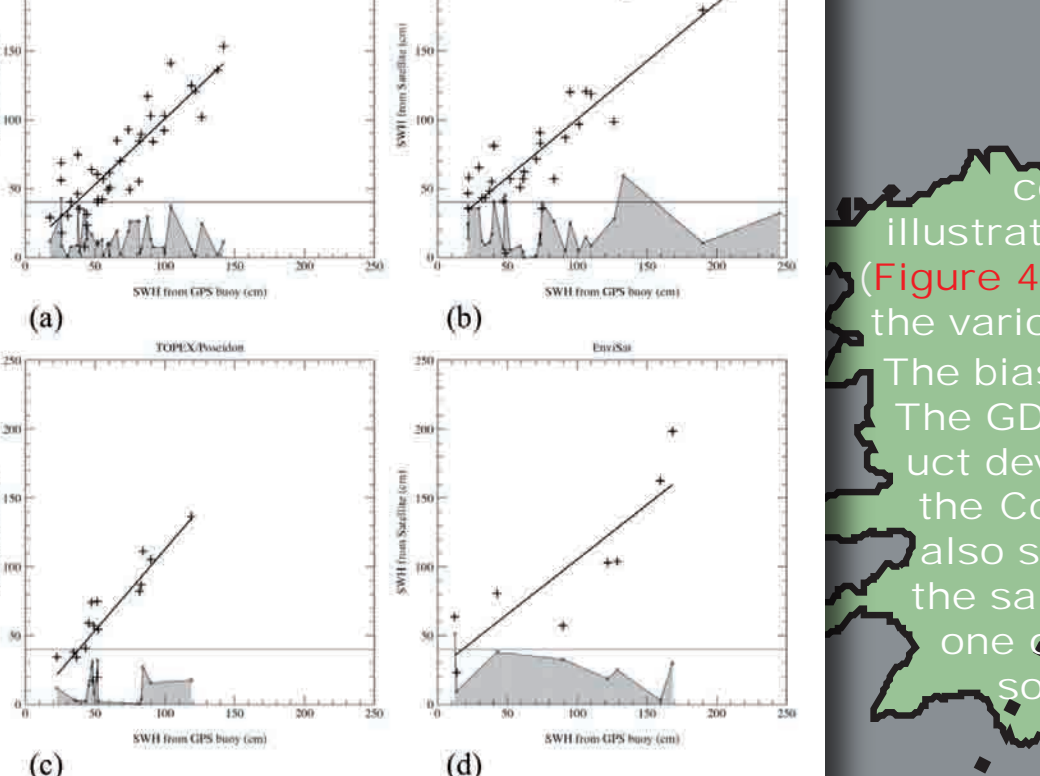 150
100
50
0
0 50 100 150 200 250
SWH from GPS buoy (cm)
(a)
SWH from Satellite (cm)
150
100
50
0
0 50 100 150 200 250
SWH from GPS buoy (cm)
(b)
TOPEX/Poseidon
250
200
150
100
50
0
0 50 100 150 200 250
SWH from GPS buoy (cm)
(c)
EnviSat
SWH from Satellite (cm)
250
200
150
100
50
0
0 50 100 150 200 250
SWH from GPS buoy (cm)
(d)
co
illustrat
(Figure 4
the vario
The bias
The GD
uct dev
the Co
also s
the sa
one
so